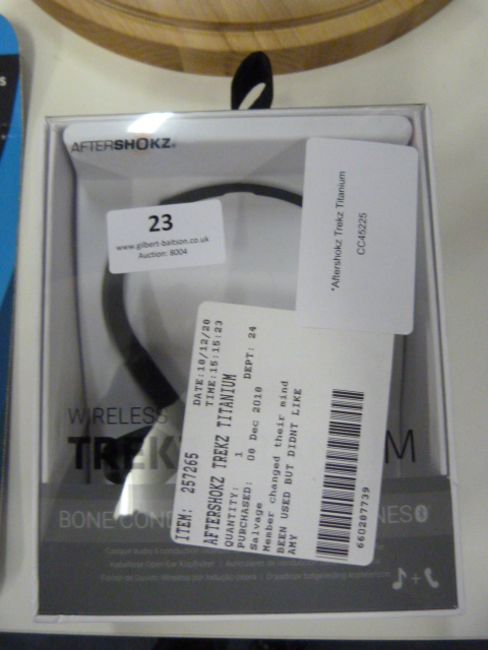 AFTERSHOKZ
23
www.gilbert-baitson.co.uk
Auction: 8004
*Aftershokz Trekz Titanium
CC45225
ITEM: 257265 DATE:10/12/20
TIME:15:15:23
AFTERSHOKZ TREKZ TITANIUM
QUANTITY: 1 DEPT: 24
PURCHASED: 08 Dec 2010
Salvage
Member changed their mind
BEEN USED BUT DIDNT LIKE
AMY
660287739
WIRELESS
TREK M
BONE CON NES